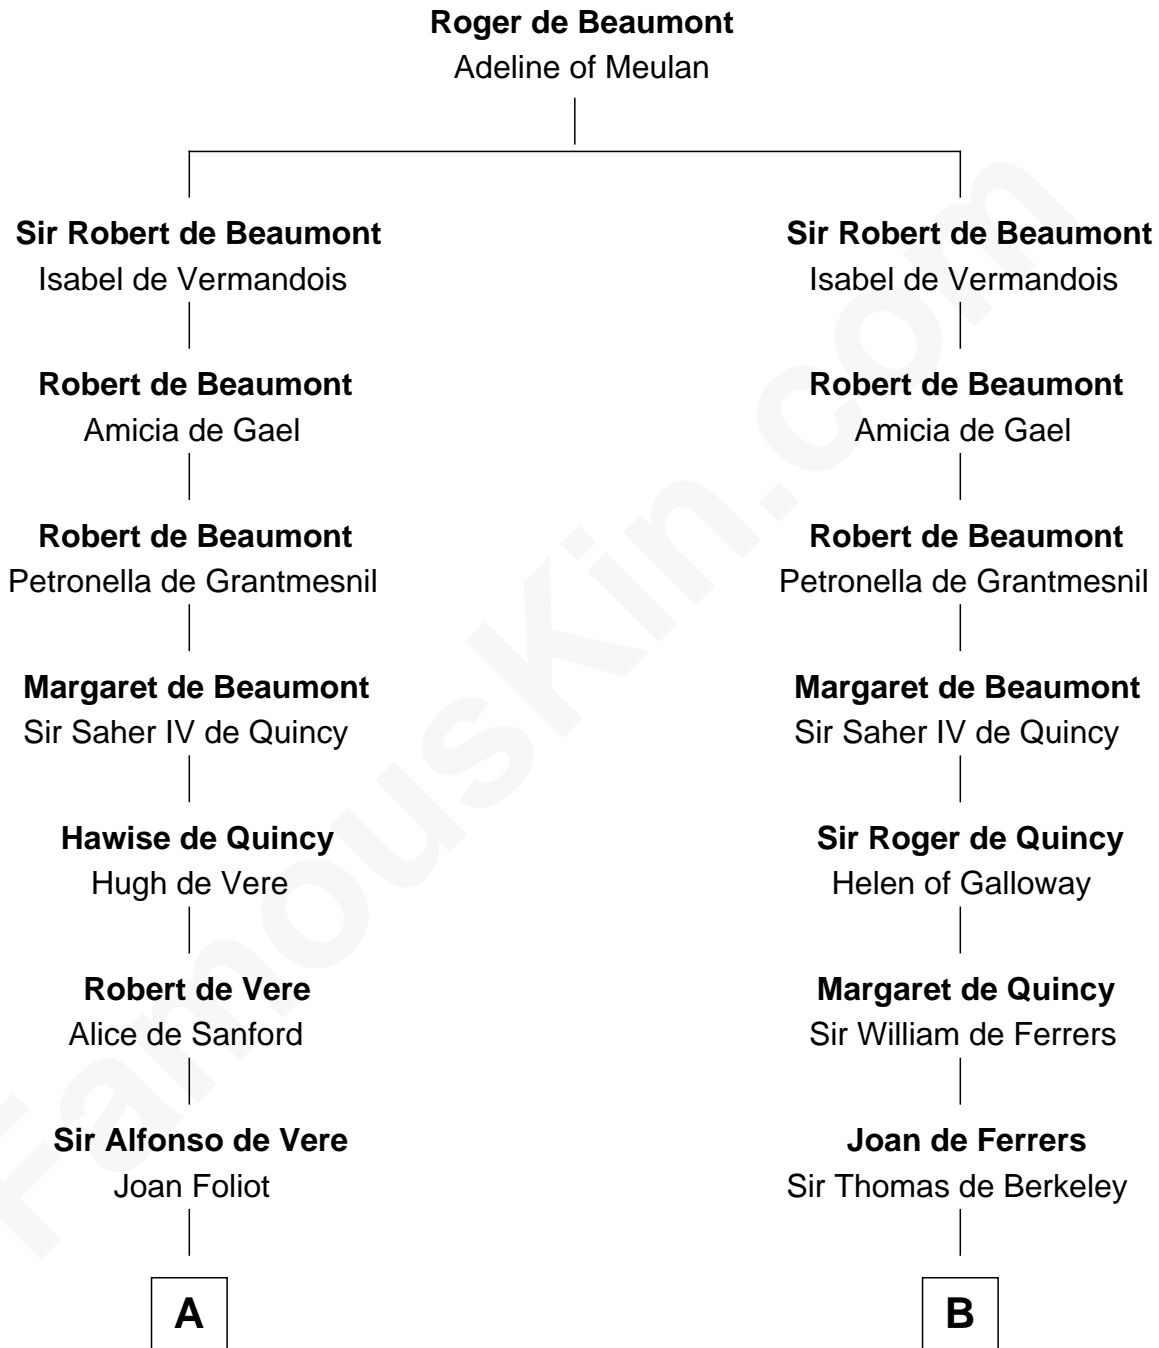 Roger de Beaumont
Adeline of Meulan
Sir Robert de Beaumont
Isabel de Vermandois
Robert de Beaumont
Amicia de Gael
Robert de Beaumont
Petronella de Grantmesnil
Margaret de Beaumont
Sir Saher IV de Quincy
Hawise de Quincy
Hugh de Vere
Robert de Vere
Alice de Sanford
Sir Alfonso de Vere
Joan Foliot
A
Sir Robert de Beaumont
Isabel de Vermandois
Robert de Beaumont
Amicia de Gael
Robert de Beaumont
Petronella de Grantmesnil
Margaret de Beaumont
Sir Saher IV de Quincy
Sir Roger de Quincy
Helen of Galloway
Margaret de Quincy
Sir William de Ferrers
Joan de Ferrers
Sir Thomas de Berkeley
B
FamousKin.com